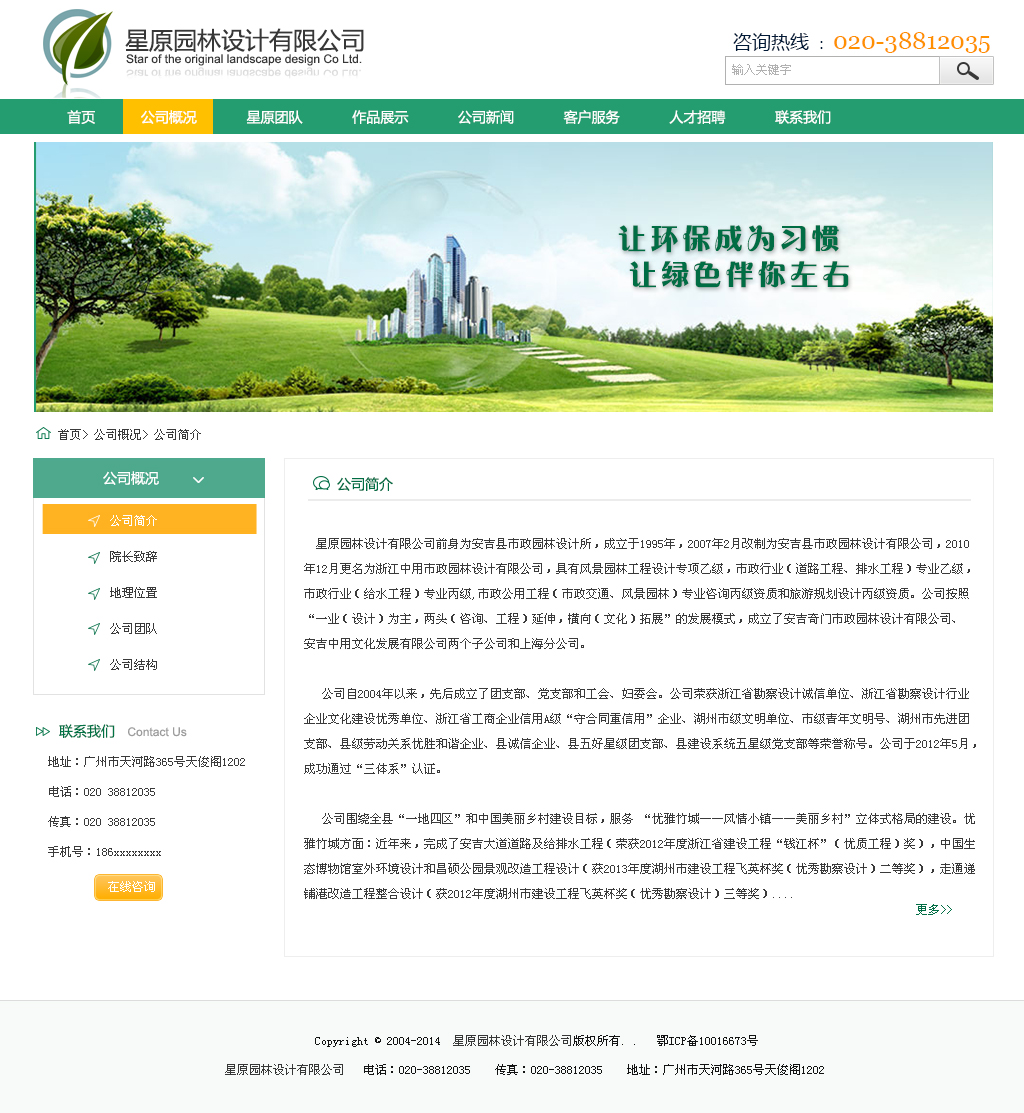 星原园林设计有限公司
Star of the original landscape design Co Ltd.
咨询热线 : 020-38812035
输入关键字
首页 公司概况 星原团队 作品展示 公司新闻 客户服务 人才招聘 联系我们
让环保成为习惯
让绿色伴你左右
首页> 公司概况> 公司简介
公司概况
公司简介
院长致辞
地理位置
公司团队
公司结构
联系我们 Contact Us
地址：广州市天河路365号天俊阁1202
电话：020 38812035
传真：020 38812035
手机号：186xxxxxxxx
在线咨询
公司简介
星原园林设计有限公司前身为安吉县市政园林设计所，成立于1995年，2007年2月改制为安吉县市政园林设计有限公司，2010
年12月更名为浙江中用市政园林设计有限公司，具有风景园林工程设计专项乙级，市政行业（道路工程、排水工程）专业乙级，
市政行业（给水工程）专业丙级,市政公用工程（市政交通、风景园林）专业咨询丙级资质和旅游规划设计丙级资质。公司按照
“一业（设计）为主，两头（咨询、工程）延伸，横向（文化）拓展”的发展模式，成立了安吉奇门市政园林设计有限公司、
安吉中用文化发展有限公司两个子公司和上海分公司。
公司自2004年以来，先后成立了团支部、党支部和工会、妇委会。公司荣获浙江省勘察设计诚信单位、浙江省勘察设计行业
企业文化建设优秀单位、浙江省工商企业信用A级“守合同重信用”企业、湖州市级文明单位、市级青年文明号、湖州市先进团
支部、县级劳动关系优胜和谐企业、县诚信企业、县五好星级团支部、县建设系统五星级党支部等荣誉称号。公司于2012年5月，
成功通过“三体系”认证。
公司围绕全县“一地四区”和中国美丽乡村建设目标，服务 “优雅竹城——风情小镇——美丽乡村”立体式格局的建设。优
雅竹城方面：近年来，完成了安吉大道道路及给排水工程（荣获2012年度浙江省建设工程“钱江杯”（优质工程）奖），中国生
态博物馆室外环境设计和昌硕公园景观改造工程设计（获2013年度湖州市建设工程飞英杯奖（优秀勘察设计）二等奖），走通递
铺港改造工程整合设计（获2012年度湖州市建设工程飞英杯奖（优秀勘察设计）三等奖）....
更多>>
Copyright © 2004-2014 星原园林设计有限公司版权所有. . 鄂ICP备10016673号
星原园林设计有限公司 电话：020-38812035 传真：020-38812035 地址：广州市天河路365号天俊阁1202